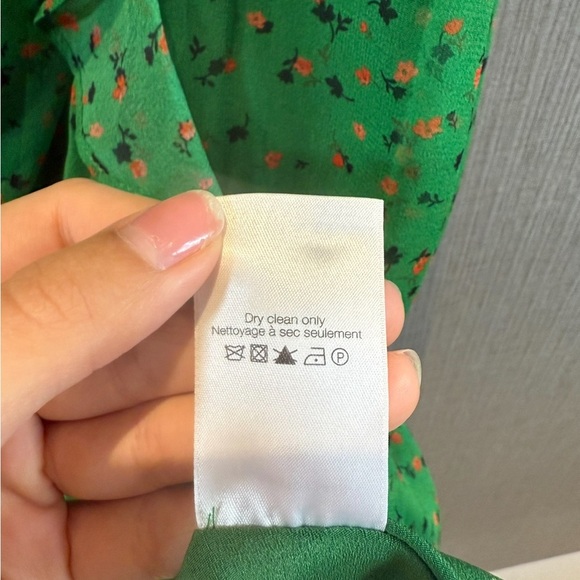 Dry clean only
Nettoyage à sec seulement
P